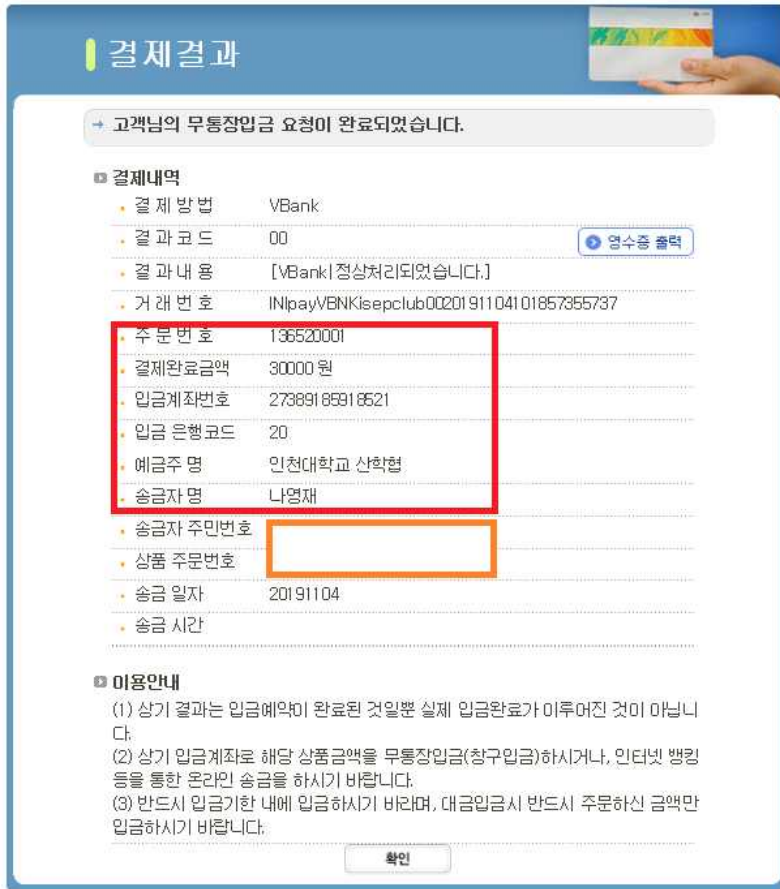 결제결과
고객님의 무통장입금 요청이 완료되었습니다.
결제내역
결제방법 VBank
결과코드 00 영수증 출력
결과내용 [VBank|정상처리되었습니다.]
거래번호 INIpayVBNKisepclub0020191104101857355737
주문번호 136520001
결제완료금액 30000 원
입금계좌번호 27389185918521
입금 은행코드 20
예금주 명 인천대학교 산학협
송금자 명 나영재
송금자 주민번호
상품 주문번호
송금 일자 20191104
송금 시간
이용안내
(1) 상기 결과는 입금예약이 완료된 것일뿐 실제 입금완료가 이루어진 것이 아닙니
다.
(2) 상기 입금계좌로 해당 상품금액을 무통장입금(창구입금)하시거나, 인터넷 뱅킹
등을 통한 온라인 송금을 하시기 바랍니다.
(3) 반드시 입금기한 내에 입금하시기 바라며, 대금입금시 반드시 주문하신 금액만
입금하시기 바랍니다.
확인